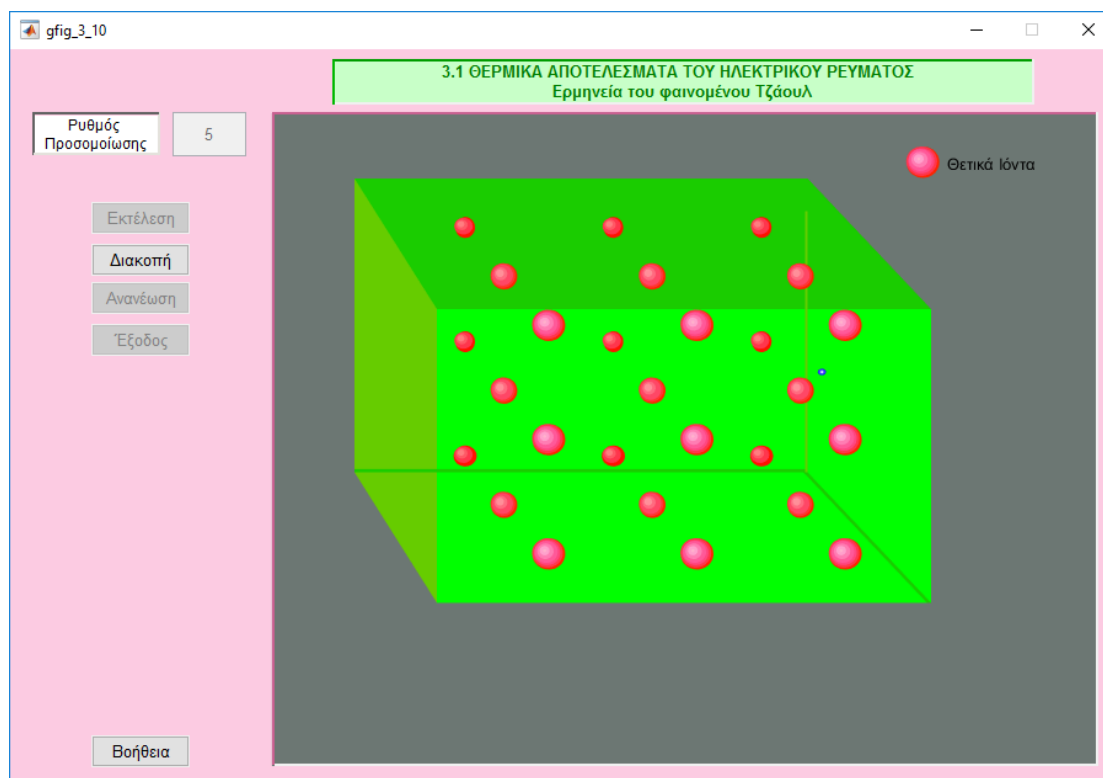 gfig_3_10
3.1 ΘΕΡΜΙΚΑ ΑΠΟΤΕΛΕΣΜΑΤΑ ΤΟΥ ΗΛΕΚΤΡΙΚΟΥ ΡΕΥΜΑΤΟΣ
Ερμηνεία του φαινομένου Τζάουλ
Ρυθμός
Προσομοίωσης
5
Θετικά Ιόντα
Εκτέλεση
Διακοπή
Ανανέωση
Έξοδος
Βοήθεια